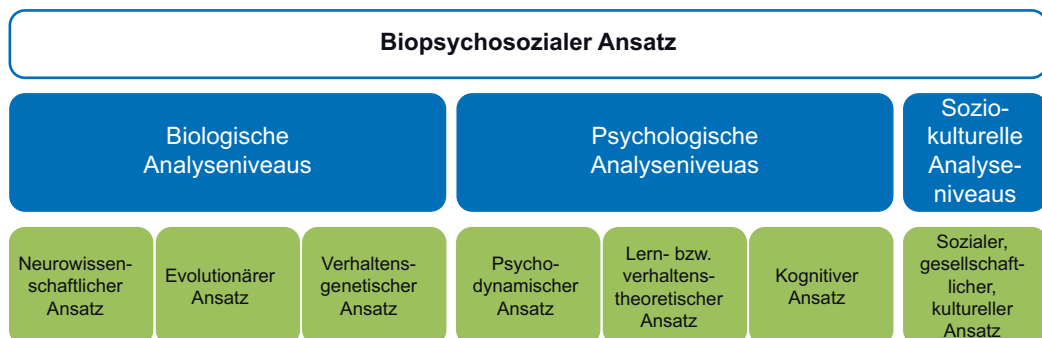 Biopsychosozialer Ansatz
Biologische
Analyseniveaus
Psychologische
Analyseniveuas
Sozio-
kulturelle
Analyse-
niveaus
Neurowissen-
schaftlicher
Ansatz
Evolutionärer
Ansatz
Verhaltens-
genetischer
Ansatz
Psycho-
dynamischer
Ansatz
Lern- bzw.
verhaltens-
theoretischer
Ansatz
Kognitiver
Ansatz
Sozialer,
gesellschaft-
licher,
kultureller
Ansatz